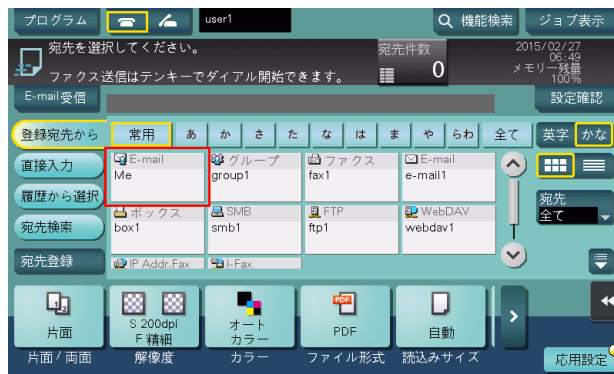 プログラム
user1
機能検索
ジョブ表示
宛先を選択してください。
ファクス送信はテンキーでダイアル開始できます。
宛先件数
0
2015/02/27
06:49
メモリー残量
100%
E-mail受信
設定確認
登録宛先から
常用
あ
か
さ
た
な
は
ま
や
らわ
全て
英字
かな
直接入力
E-mail
Me
グループ
group1
ファクス
fax1
E-mail
e-mail1
履歴から選択
宛先検索
ボックス
box1
SMB
smb1
FTP
ftp1
WebDAV
webdav1
宛先
全て
宛先登録
IP Addr.Fax
I-Fax
片面
S 200dpi
F 精細
オート
カラー
PDF
PDF
自動
片面 / 両面
解像度
カラー
ファイル形式
読込みサイズ
応用設定